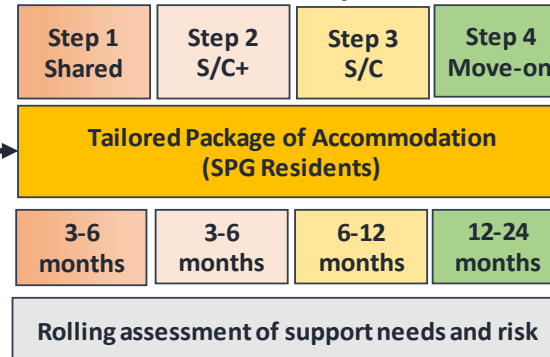 Step 1
Shared
Step 2
S/C+
Step 3
S/C
Step 4
Move-on
Tailored Package of Accommodation
(SPG Residents)
3-6
months
3-6
months
6-12
months
12-24
months
Rolling assessment of support needs and risk